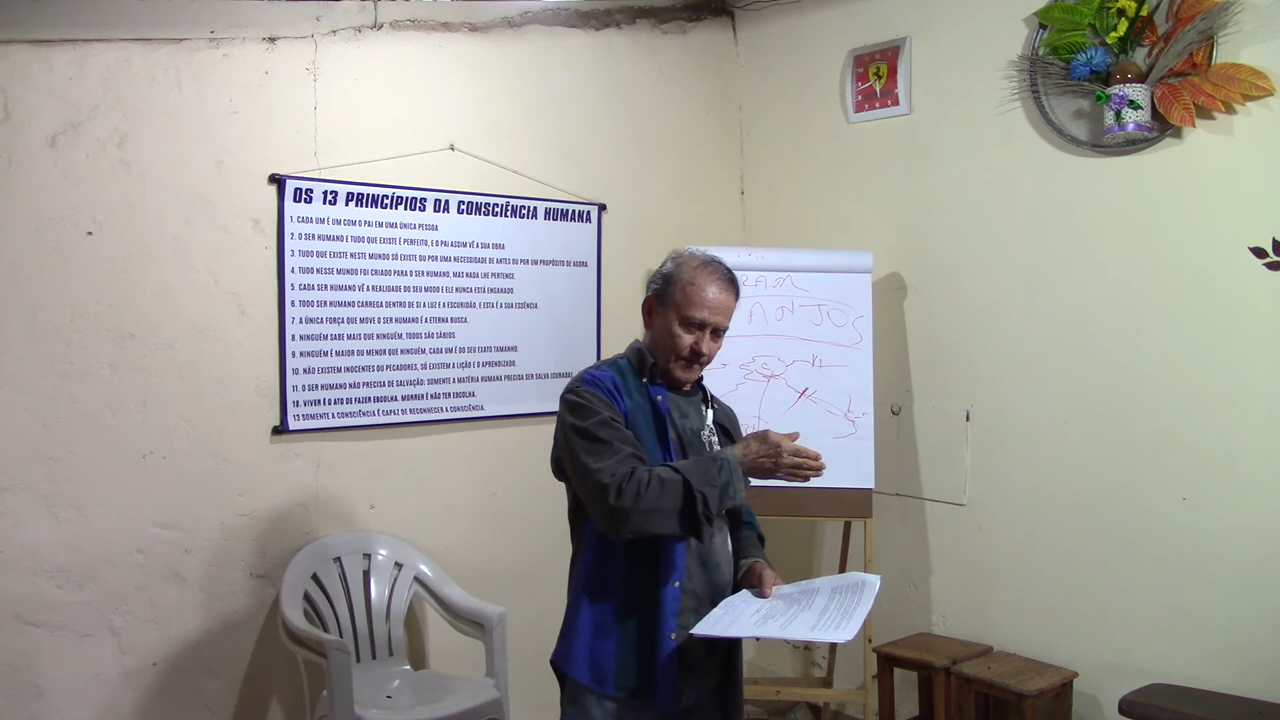 OS 13 PRINCÍPIOS DA CONSCIÊNCIA HUMANA
1. CADA UM É UM COM O PAI EM UMA ÚNICA PESSOA
2. O SER HUMANO E TUDO QUE EXISTE É PERFEITO, E O PAI ASSIM VÊ A SUA OBRA
3. TUDO QUE EXISTE NESTE MUNDO SÓ EXISTE OU POR UMA NECESSIDADE DE ANTES OU POR UM PROPÓSITO DE AGORA.
4. TUDO NESSE MUNDO FOI CRIADO PARA O SER HUMANO, MAS NADA LHE PERTENCE.
5. CADA SER HUMANO VÊ A REALIDADE DO SEU MODO E ELE NUNCA ESTÁ ENGANADO.
6. TODO SER HUMANO CARREGA DENTRO DE SI A LUZ E A ESCURIDÃO, E ESTA É A SUA ESSÊNCIA.
7. A ÚNICA FORÇA QUE MOVE O SER HUMANO É A ETERNA BUSCA.
8. NINGUÉM SABE MAIS QUE NINGUÉM, TODOS SÃO SÁBIOS.
9. NINGUÉM É MAIOR OU MENOR QUE NINGUÉM, CADA UM É DO SEU EXATO TAMANHO.
10. NÃO EXISTEM INOCENTES OU PECADORES, SÓ EXISTEM A LIÇÃO E O APRENDIZADO.
11. O SER HUMANO NÃO PRECISA DE SALVAÇÃO: SOMENTE A MATÉRIA HUMANA PRECISA SER SALVA (CURADA)
12. VIVER É O ATO DE FAZER ESCOLHA. MORRER É NÃO TER ESCOLHA.
13 SOMENTE A CONSCIÊNCIA É CAPAZ DE RECONHECER A CONSCIÊNCIA.
RAM
ANJOS